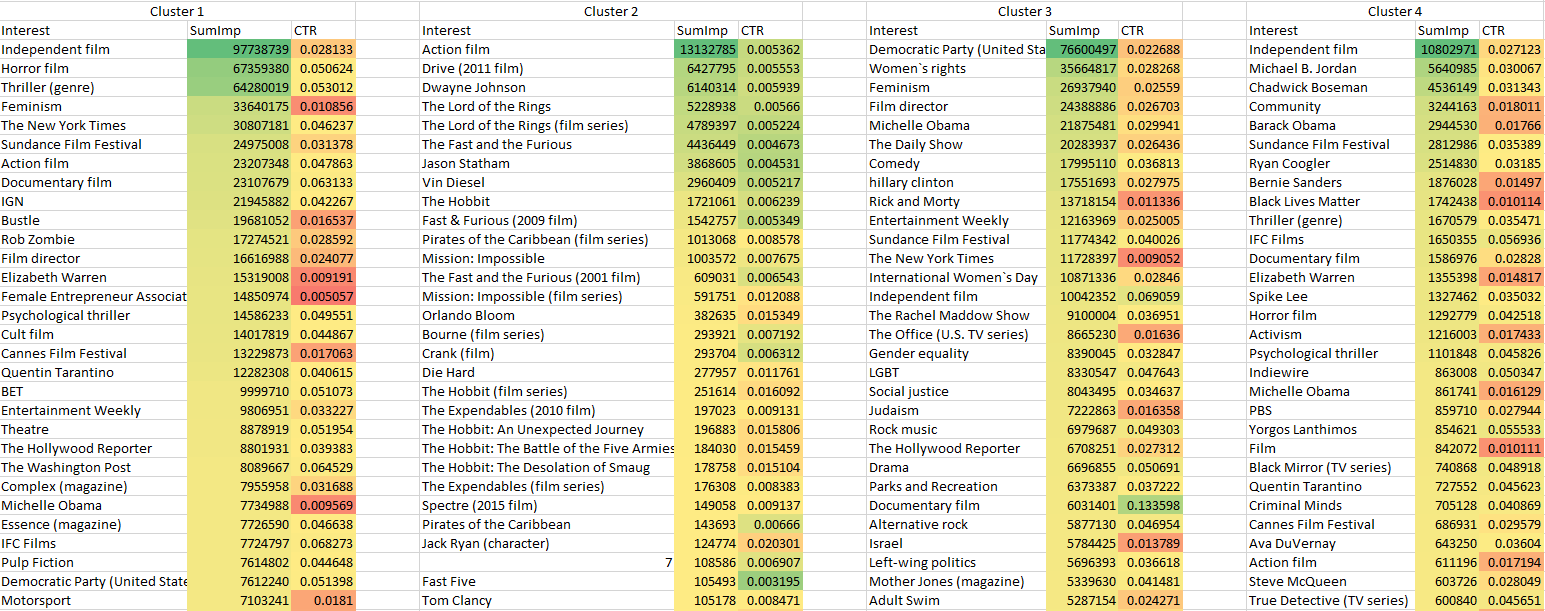 Cluster 1 Cluster 2 Cluster 3 Cluster 4
Interest SumImp CTR Interest SumImp CTR Interest SumImp CTR Interest SumImp CTR
Independent film 97738739 0.028133 Action film 13132785 0.005362 Democratic Party (United Sta 76600497 0.022688 Independent film 10802971 0.027123
Horror film 67359380 0.050624 Drive (2011 film) 6427795 0.005553 Women`s rights 35664817 0.028268 Michael B. Jordan 5640985 0.030067
Thriller (genre) 64280019 0.053012 Dwayne Johnson 6140314 0.005939 Feminism 26937940 0.02559 Chadwick Boseman 4536149 0.031343
Feminism 33640175 0.010856 The Lord of the Rings 5228938 0.00566 Film director 24388886 0.026703 Community 3244163 0.018011
The New York Times 30807181 0.046237 The Lord of the Rings (film series) 4789397 0.005224 Michelle Obama 21875481 0.029941 Barack Obama 2944530 0.01766
Sundance Film Festival 24975008 0.031378 The Fast and the Furious 4436449 0.004673 The Daily Show 20283937 0.026436 Sundance Film Festival 2812986 0.035389
Action film 23207348 0.047863 Jason Statham 3868605 0.004531 Comedy 17995110 0.036813 Ryan Coogler 2514830 0.03185
Documentary film 23107679 0.063133 Vin Diesel 2960409 0.005217 hillary clinton 17551693 0.027975 Bernie Sanders 1876028 0.01497
IGN 21945882 0.042267 The Hobbit 1721061 0.006239 Rick and Morty 13718154 0.011336 Black Lives Matter 1742438 0.010114
Bustle 19681052 0.016537 Fast & Furious (2009 film) 1542757 0.005349 Entertainment Weekly 12163969 0.025005 Thriller (genre) 1670579 0.035471
Rob Zombie 17274521 0.028592 Pirates of the Caribbean (film series) 1013068 0.008578 Sundance Film Festival 11774342 0.040026 IFC Films 1650355 0.056936
Film director 16616988 0.024077 Mission: Impossible 1003572 0.007675 The New York Times 11728397 0.009052 Documentary film 1586976 0.02828
Elizabeth Warren 15319008 0.009191 The Fast and the Furious (2001 film) 609031 0.006543 International Women`s Day 10871336 0.02846 Elizabeth Warren 1355398 0.014817
Female Entrepreneur Associat 14850974 0.005057 Mission: Impossible (film series) 591751 0.012088 Independent film 10042352 0.069059 Spike Lee 1327462 0.035032
Psychological thriller 14586233 0.049551 Orlando Bloom 382635 0.015349 The Rachel Maddow Show 9100004 0.036951 Horror film 1292779 0.042518
Cult film 14017819 0.044867 Bourne (film series) 293921 0.007192 The Office (U.S. TV series) 8665230 0.01636 Activism 1216003 0.017433
Cannes Film Festival 13229873 0.017063 Crank (film) 293704 0.006312 Gender equality 8390045 0.032847 Psychological thriller 1101848 0.045826
Quentin Tarantino 12282308 0.040615 Die Hard 277957 0.011761 LGBT 8330547 0.047643 Indiewire 863008 0.050347
BET 9999710 0.051073 The Hobbit (film series) 251614 0.016092 Social justice 8043495 0.034637 Michelle Obama 861741 0.016129
Entertainment Weekly 9806951 0.033227 The Expendables (2010 film) 197023 0.009131 Judaism 7222863 0.016358 PBS 859710 0.027944
Theatre 8878919 0.051954 The Hobbit: An Unexpected Journey 196883 0.015806 Rock music 6979687 0.049303 Yorgos Lanthimos 854621 0.055533
The Hollywood Reporter 8801931 0.039383 The Hobbit: The Battle of the Five Armies 184030 0.015459 The Hollywood Reporter 6708251 0.027312 Film 842072 0.010111
The Washington Post 8089667 0.064529 The Hobbit: The Desolation of Smaug 178758 0.015104 Drama 6696855 0.050691 Black Mirror (TV series) 740868 0.048918
Complex (magazine) 7955958 0.031688 The Expendables (film series) 176308 0.008383 Parks and Recreation 6373387 0.037222 Quentin Tarantino 727552 0.045623
Michelle Obama 7734988 0.009569 Spectre (2015 film) 149058 0.009137 Documentary film 6031401 0.133598 Criminal Minds 705128 0.040869
Essence (magazine) 7726590 0.046638 Pirates of the Caribbean 143693 0.00666 Alternative rock 5877130 0.046954 Cannes Film Festival 686931 0.029579
IFC Films 7724797 0.068273 Jack Ryan (character) 124774 0.020301 Israel 5784425 0.013789 Ava DuVernay 643250 0.03604
Pulp Fiction 7614802 0.044648 7 108586 0.006907 Left-wing politics 5696393 0.036618 Action film 611196 0.017194
Democratic Party (United State 7612240 0.051398 Fast Five 105493 0.003195 Mother Jones (magazine) 5339630 0.041481 Steve McQueen 603726 0.028049
Motorsport 7103241 0.0181 Tom Clancy 105178 0.008471 Adult Swim 5287154 0.024271 True Detective (TV series) 600840 0.045651